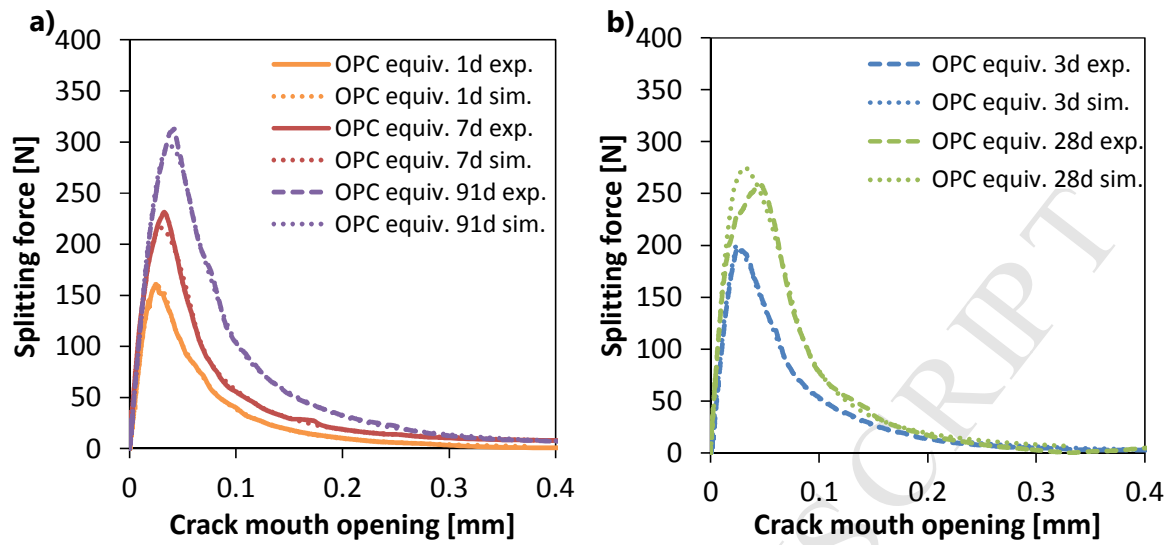 a)
400
350
300
250
200
150
100
50
0
Splitting force [N]
OPC equiv. 1d exp.
OPC equiv. 1d sim.
OPC equiv. 7d exp.
OPC equiv. 7d sim.
OPC equiv. 91d exp.
OPC equiv. 91d sim.
0 0.1 0.2 0.3 0.4
Crack mouth opening [mm]
b)
400
350
300
250
200
150
100
50
0
Splitting force [N]
OPC equiv. 3d exp.
OPC equiv. 3d sim.
OPC equiv. 28d exp.
OPC equiv. 28d sim.
0 0.1 0.2 0.3 0.4
Crack mouth opening [mm]
SCRIPT